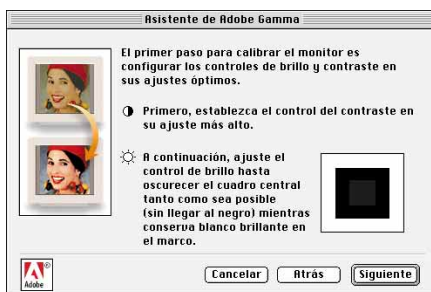 Asistente de Adobe Gamma
El primer paso para calibrar el monitor es
configurar los controles de brillo y contraste en
sus ajustes óptimos.
Primero, establezca el control del contraste en
su ajuste más alto.
A continuación, ajuste el
control de brillo hasta
oscurecer el cuadro central
tanto como sea posible
(sin llegar al negro) mientras
conserva blanco brillante en
el marco.
Adobe
Cancelar Atrás Siguiente